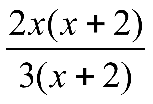 2x(x + 2)
3(x + 2)